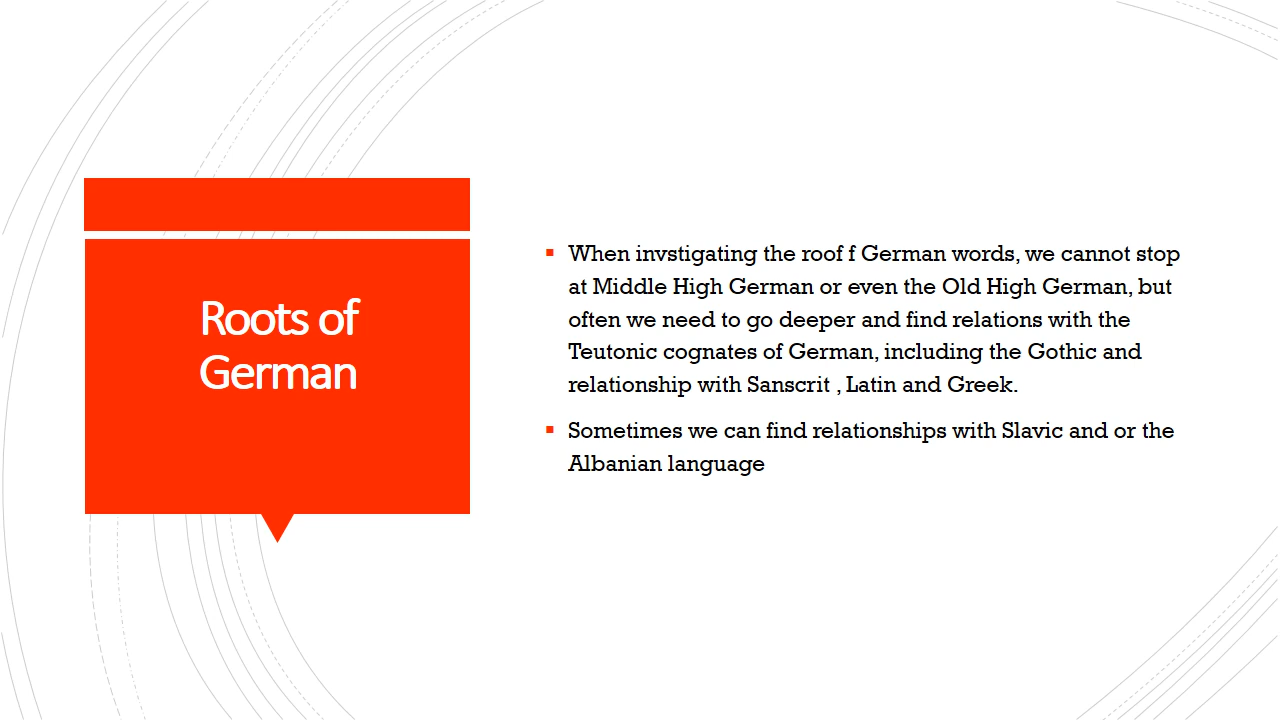 Roots of
German
▪ When invstigating the roof f German words, we cannot stop
at Middle High German or even the Old High German, but
often we need to go deeper and find relations with the
Teutonic cognates of German, including the Gothic and
relationship with Sanscrit , Latin and Greek.
▪ Sometimes we can find relationships with Slavic and or the
Albanian language